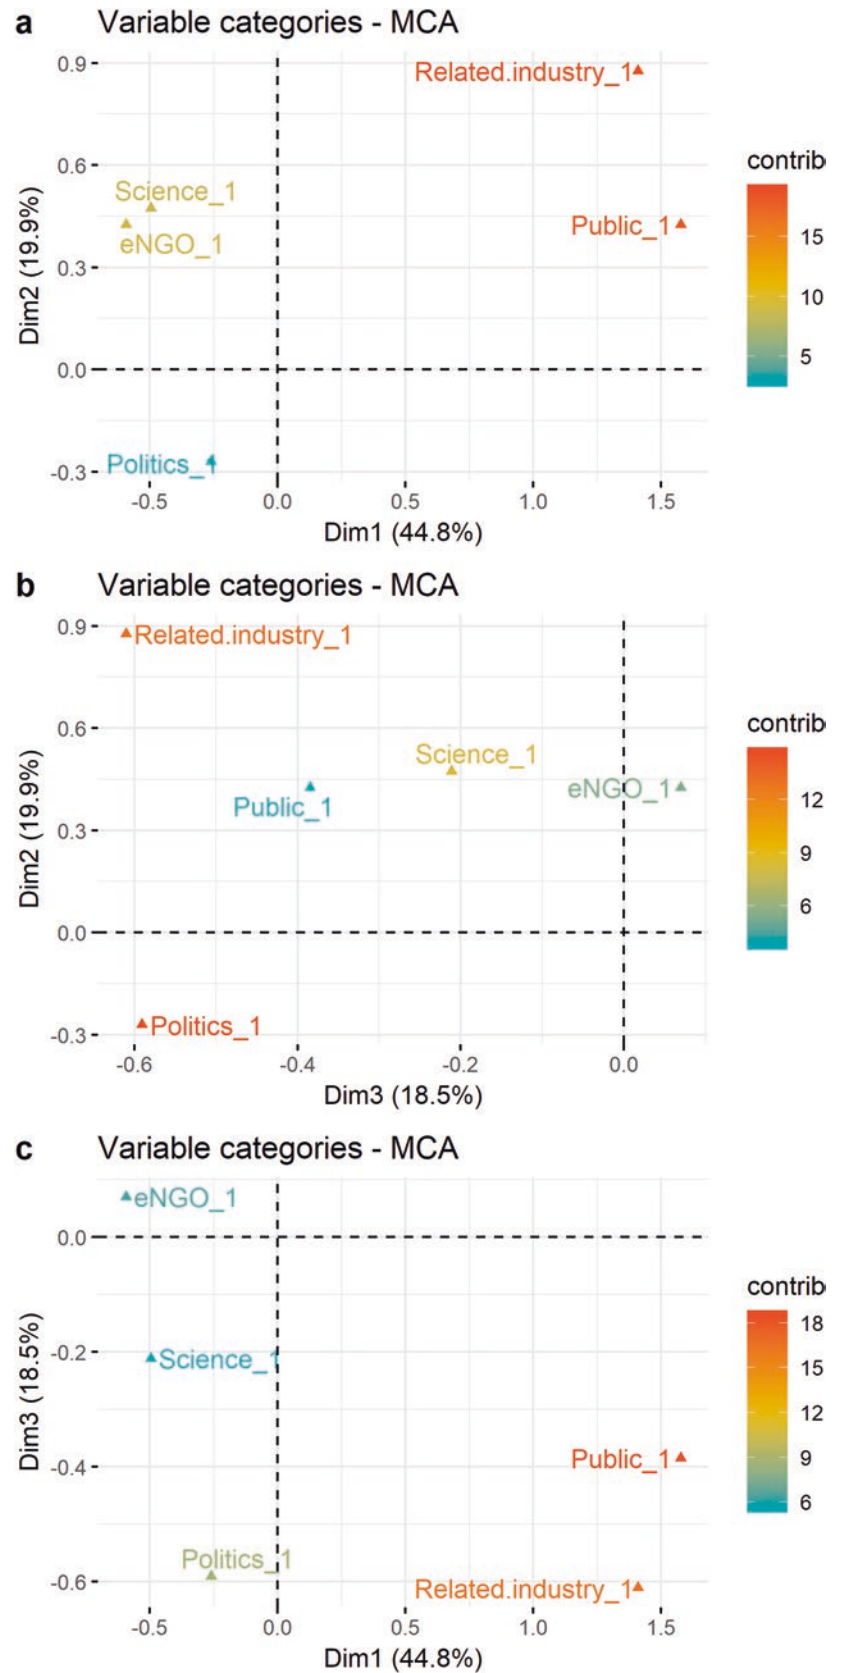 a Variable categories - MCA
0.9
Related.industry_1
contrib
0.6
Science_1
eNGO_1
Public_1
15
Dim2 (19.9%)
0.3
10
0.0
5
Politics_1
-0.3
-0.5 0.0 0.5 1.0 1.5
Dim1 (44.8%)
b Variable categories - MCA
0.9
Related.industry_1
contrib
0.6
Science_1
12
eNGO_1
Public_1
Dim2 (19.9%)
0.3
9
6
0.0
-0.3
Politics_1
-0.6 -0.4 -0.2 0.0
Dim3 (18.5%)
c Variable categories - MCA
eNGO_1
0.0
contrib
18
-0.2
Science_1
15
Dim3 (18.5%)
12
-0.4
Public_1
9
6
Politics_1
-0.6
Related.industry_1
-0.5 0.0 0.5 1.0 1.5
Dim1 (44.8%)